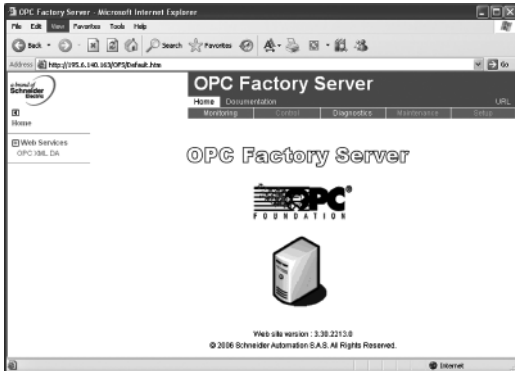 OPC Factory Server - Microsoft Internet Explorer
File Edit View Favorites Tools Help
Back Search Favorites
Address http://195.6.140.163/OFS/Default.htm Go
a brand of
Schneider
Electric
OPC Factory Server
Home Documentation URL
Monitoring Control Diagnostics Maintenance Setup
Home
Web Services
OPC XML DA
OPC Factory Server
OPC
FOUNDATION
Web site version : 3.30.2213.0
© 2006 Schneider Automation S.A.S. All Rights Reserved.
Internet